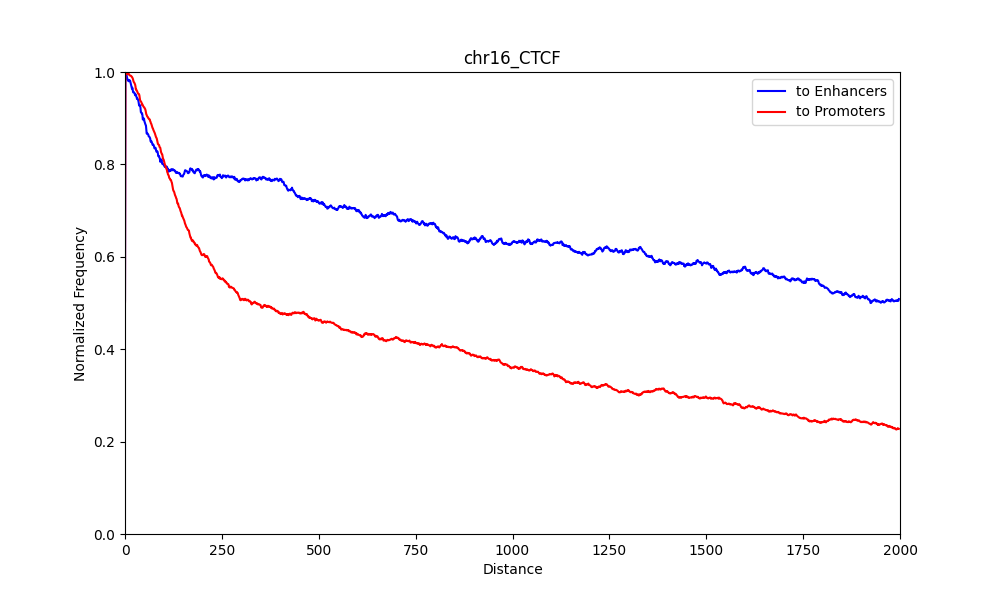 chr16_CTCF
to Enhancers
to Promoters
Normalized Frequency
1.0
0.8
0.6
0.4
0.2
0.0
0 250 500 750 1000 1250 1500 1750 2000
Distance